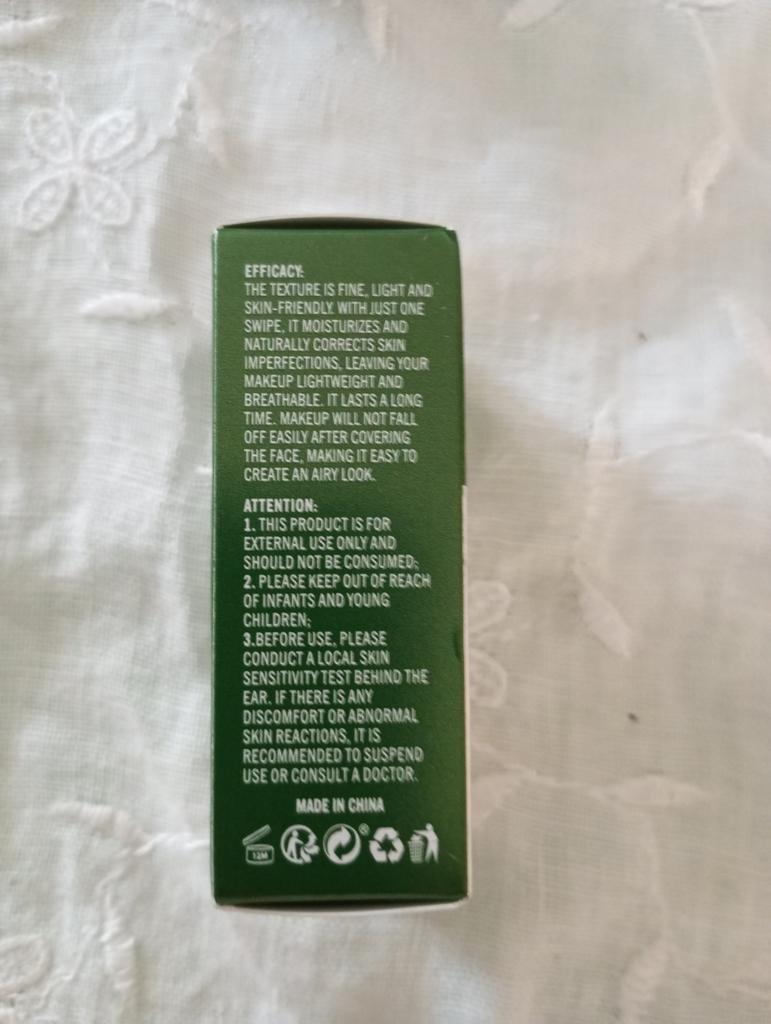 EFFICACY:
THE TEXTURE IS FINE, LIGHT AND
SKIN-FRIENDLY. WITH JUST ONE
SWIPE, IT MOISTURIZES AND
NATURALLY CORRECTS SKIN
IMPERFECTIONS, LEAVING YOUR
MAKEUP LIGHTWEIGHT AND
BREATHABLE. IT LASTS A LONG
TIME. MAKEUP WILL NOT FALL
OFF EASILY AFTER COVERING
THE FACE, MAKING IT EASY TO
CREATE AN AIRY LOOK.
ATTENTION:
1. THIS PRODUCT IS FOR
EXTERNAL USE ONLY AND
SHOULD NOT BE CONSUMED;
2. PLEASE KEEP OUT OF REACH
OF INFANTS AND YOUNG
CHILDREN;
3.BEFORE USE, PLEASE
CONDUCT A LOCAL SKIN
SENSITIVITY TEST BEHIND THE
EAR. IF THERE IS ANY
DISCOMFORT OR ABNORMAL
SKIN REACTIONS, IT IS
RECOMMENDED TO SUSPEND
USE OR CONSULT A DOCTOR.
MADE IN CHINA
12M ®